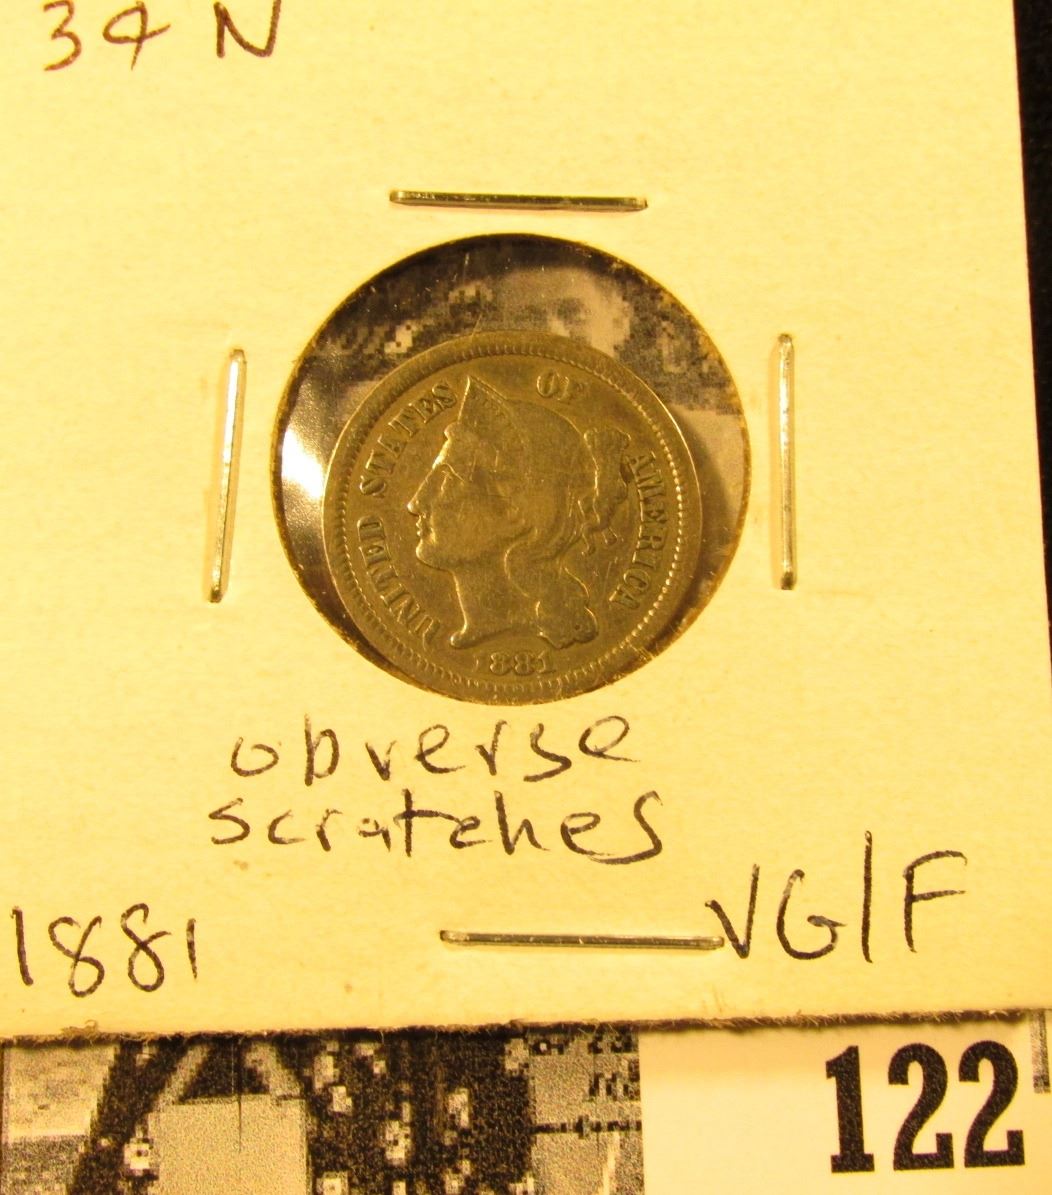 3¢ N
UNITED STATES OF AMERICA
1881
obverse
scratches
VG/F
1881
122